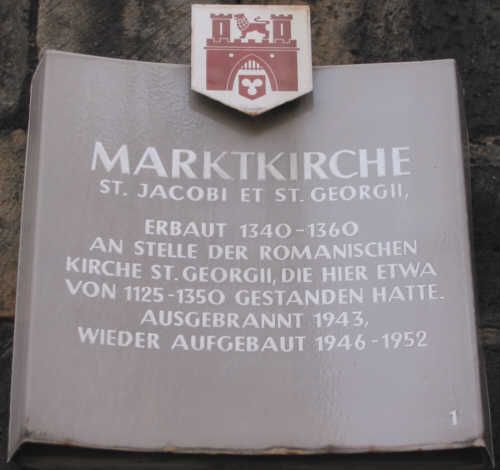 MARKTKIRCHE
ST. JACOBI ET ST. GEORGII,
ERBAUT 1340-1360
AN STELLE DER ROMANISCHEN
KIRCHE ST. GEORGII, DIE HIER ETWA
VON 1125-1350 GESTANDEN HATTE.
AUSGEBRANNT 1943,
WIEDER AUFGEBAUT 1946-1952
1